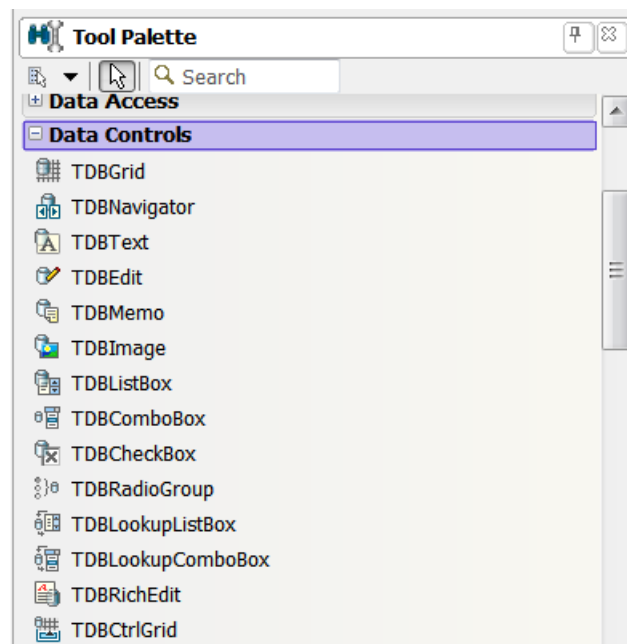 Tool Palette
Search
Data Access
Data Controls
TDBGrid
TDBNavigator
TDBText
TDBEdit
TDBMemo
TDBImage
TDBListBox
TDBComboBox
TDBCheckBox
TDBRadioGroup
TDBLookupListBox
TDBLookupComboBox
TDBRichEdit
TDBCtrlGrid